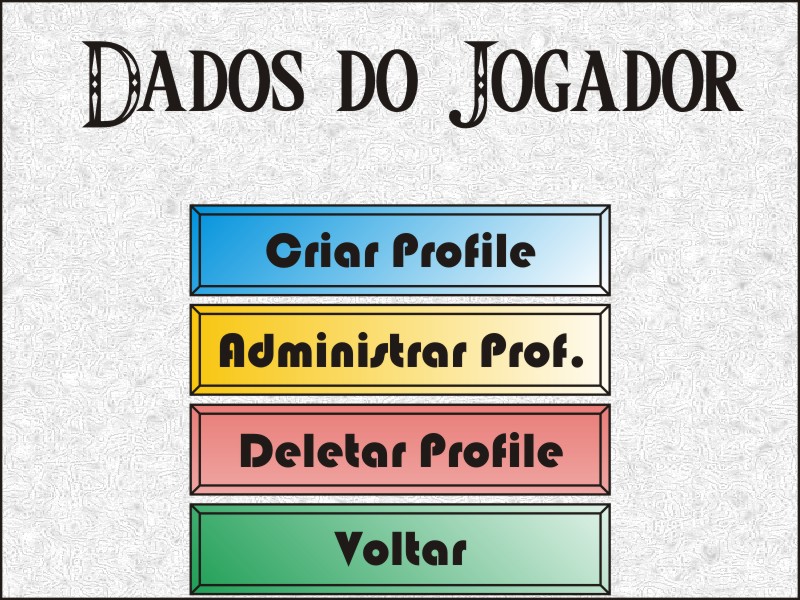 Dados do Jogador
Criar Profile
Administrar Prof.
Deletar Profile
Voltar